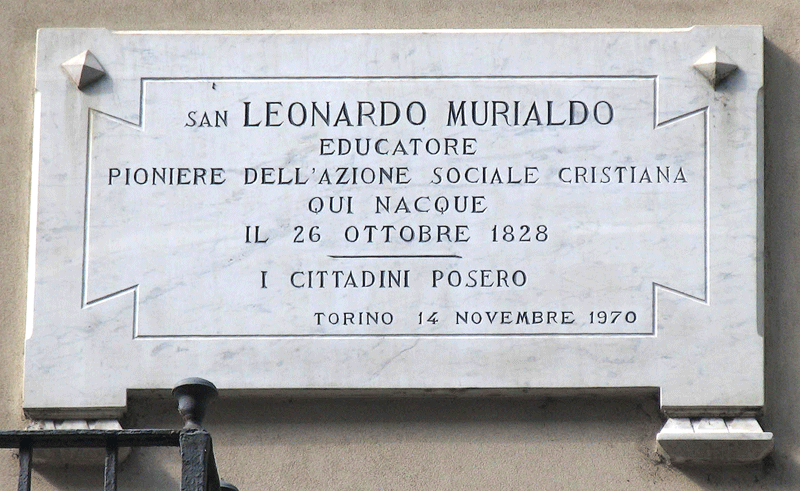 SAN LEONARDO MURIALDO
EDUCATORE
PIONIERE DELL'AZIONE SOCIALE CRISTIANA
QUI NACQUE
IL 26 OTTOBRE 1828
I CITTADINI POSERO
TORINO 14 NOVEMBRE 1970